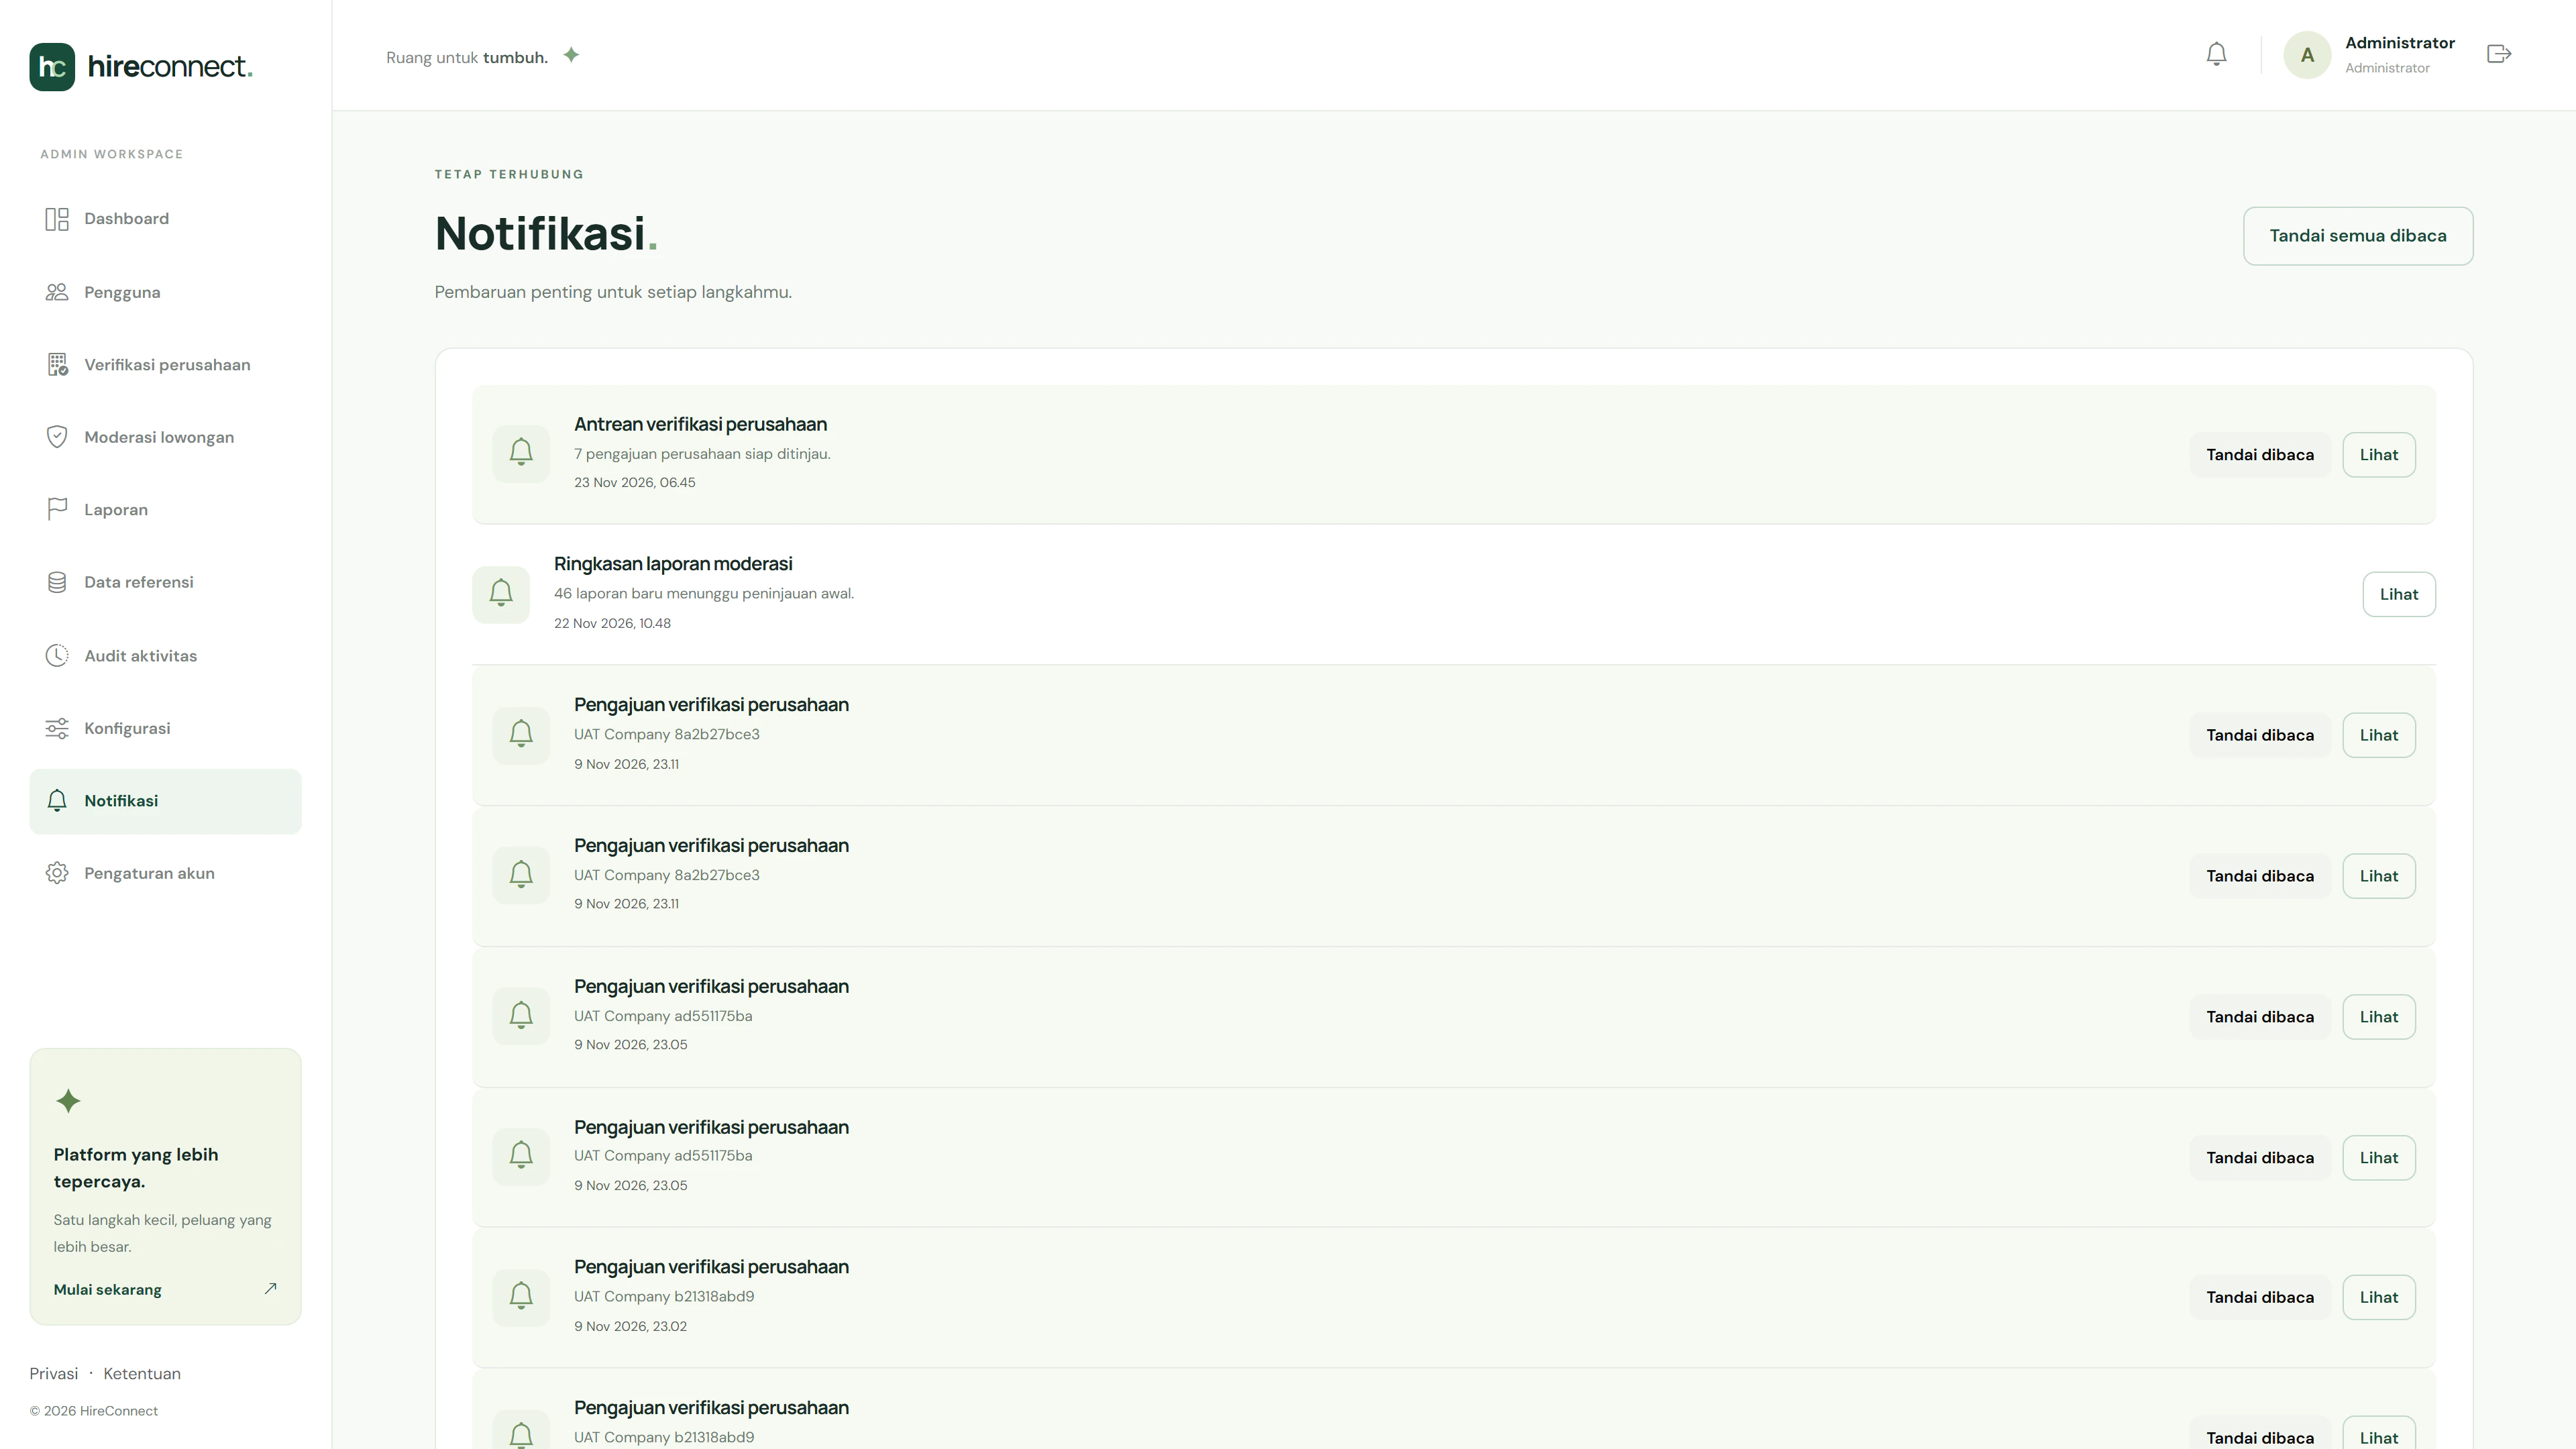 hc hireconnect.
ADMIN WORKSPACE
Dashboard
Pengguna
Verifikasi perusahaan
Moderasi lowongan
Laporan
Data referensi
Audit aktivitas
Konfigurasi
Notifikasi
Pengaturan akun
Platform yang lebih
tepercaya.
Satu langkah kecil, peluang yang
lebih besar.
Mulai sekarang
Privasi · Ketentuan
© 2026 HireConnect
Ruang untuk tumbuh.
A
Administrator
Administrator
TETAP TERHUBUNG
Notifikasi.
Pembaruan penting untuk setiap langkahmu.
Tandai semua dibaca
Antrean verifikasi perusahaan
7 pengajuan perusahaan siap ditinjau.
23 Nov 2026, 06.45
Tandai dibaca
Lihat
Ringkasan laporan moderasi
46 laporan baru menunggu peninjauan awal.
22 Nov 2026, 10.48
Lihat
Pengajuan verifikasi perusahaan
UAT Company 8a2b27bce3
9 Nov 2026, 23.11
Tandai dibaca
Lihat
Pengajuan verifikasi perusahaan
UAT Company 8a2b27bce3
9 Nov 2026, 23.11
Tandai dibaca
Lihat
Pengajuan verifikasi perusahaan
UAT Company ad551175ba
9 Nov 2026, 23.05
Tandai dibaca
Lihat
Pengajuan verifikasi perusahaan
UAT Company ad551175ba
9 Nov 2026, 23.05
Tandai dibaca
Lihat
Pengajuan verifikasi perusahaan
UAT Company b21318abd9
9 Nov 2026, 23.02
Tandai dibaca
Lihat
Pengajuan verifikasi perusahaan
UAT Company b21318abd9
Tandai dibaca
Lihat